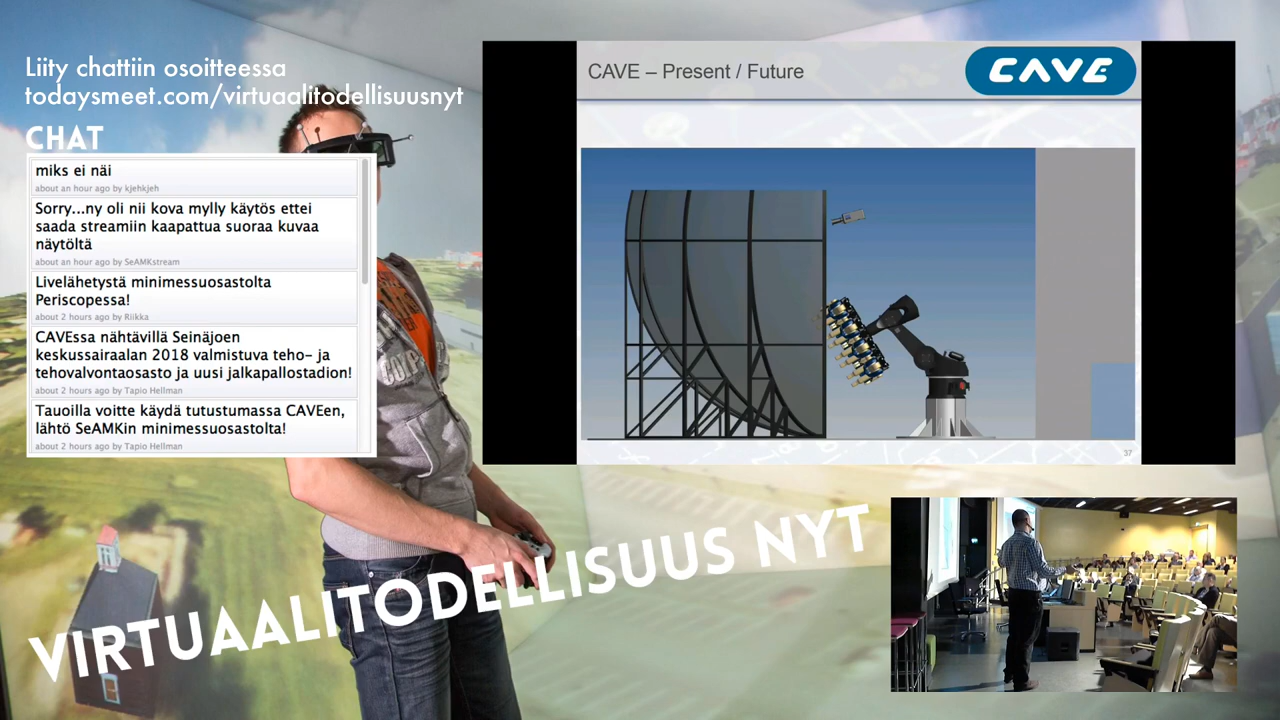 Liity chattiin osoitteessa
todaysmeet.com/virtuaalitodellisuusnyt
CHAT
miks ei näi
about an hour ago by kjehkjeh
Sorry...ny oli nii kova mylly käytös ettei
saada streamiin kaapattua suoraa kuvaa
näytöltä
about an hour ago by SeAMKstream
Livelähetystä minimessuosastolta
Periscopessa!
about 2 hours ago by Riikka
CAVEssa nähtävillä Seinäjoen
keskussairaalan 2018 valmistuva teho- ja
tehovalvontaosasto ja uusi jalkapallostadion!
about 2 hours ago by Tapio Hellman
Tauoilla voitte käydä tutustumassa CAVEen,
lähtö SeAMKin minimessuosastolta!
about 2 hours ago by Tapio Hellman
CAVE – Present / Future
CAVE
37
CUP
VIRTUAALITODELLISUUS NYT